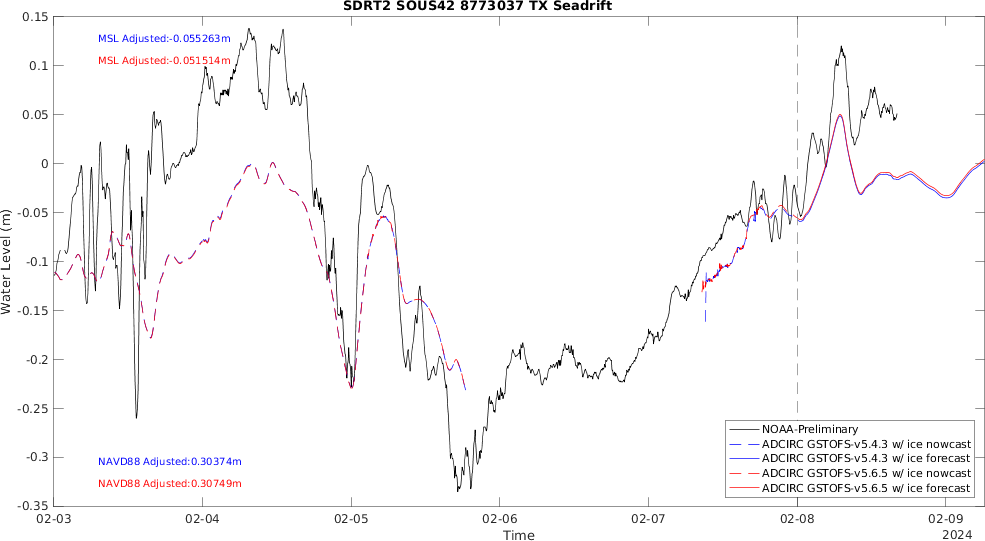 SDRT2 SOUS42 8773037 TX Seadrift
MSL Adjusted:-0.055263m
MSL Adjusted:-0.051514m
0.15
0.1
0.05
0
-0.05
-0.1
-0.15
-0.2
-0.25
-0.3
-0.35
Water Level (m)
NAVD88 Adjusted:0.30374m
NAVD88 Adjusted:0.30749m
NOAA-Preliminary
ADCIRC GSTOFS-v5.4.3 w/ ice nowcast
ADCIRC GSTOFS-v5.4.3 w/ ice forecast
ADCIRC GSTOFS-v5.6.5 w/ ice nowcast
ADCIRC GSTOFS-v5.6.5 w/ ice forecast
02-03 02-04 02-05 02-06 02-07 02-08 02-09
Time 2024